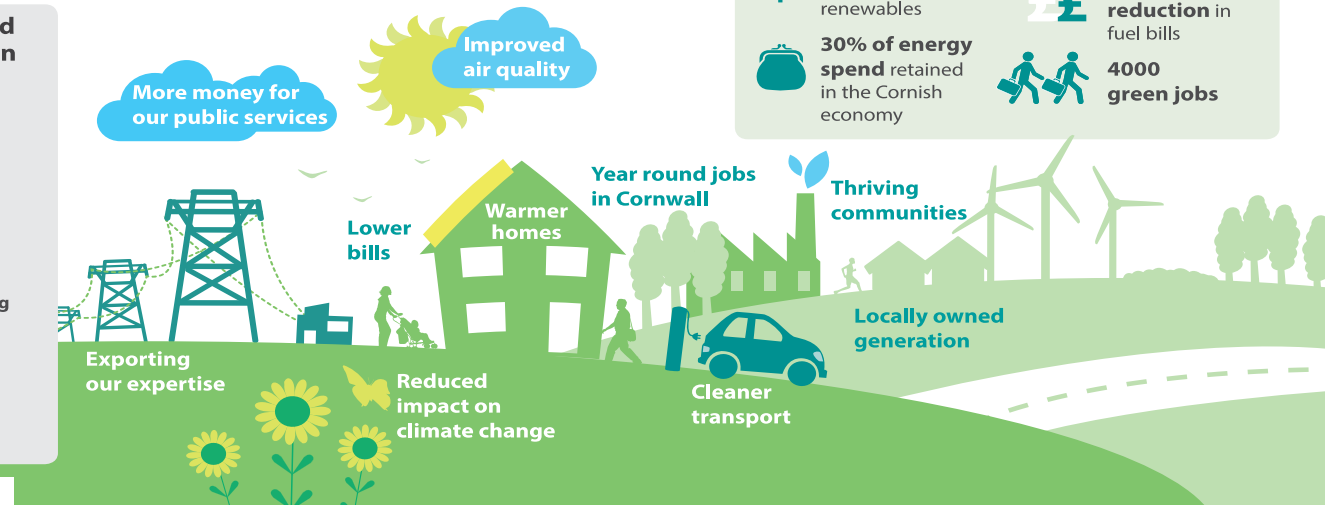 d
n
g
renewables
30% of energy
spend retained
in the Cornish
economy
££
reduction in
fuel bills
4000
green jobs
Improved
air quality
More money for
our public services
Year round jobs
in Cornwall
Thriving
communities
Lower
bills
Warmer
homes
Locally owned
generation
Exporting
our expertise
Reduced
impact on
climate change
Cleaner
transport